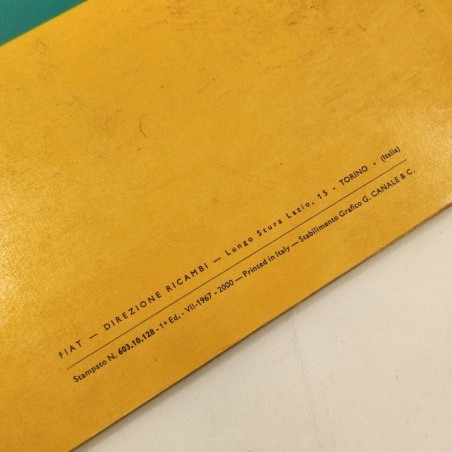 FIAT — DIREZIONE RICAMBI — Lungo Stura Lazio, 15 - TORINO - (Italia)
Stampato N. 603.10.128 - 1ª Ed. - VII-1967 - 2000 — Printed in Italy — Stabilimento Grafico G. CANALE & C.